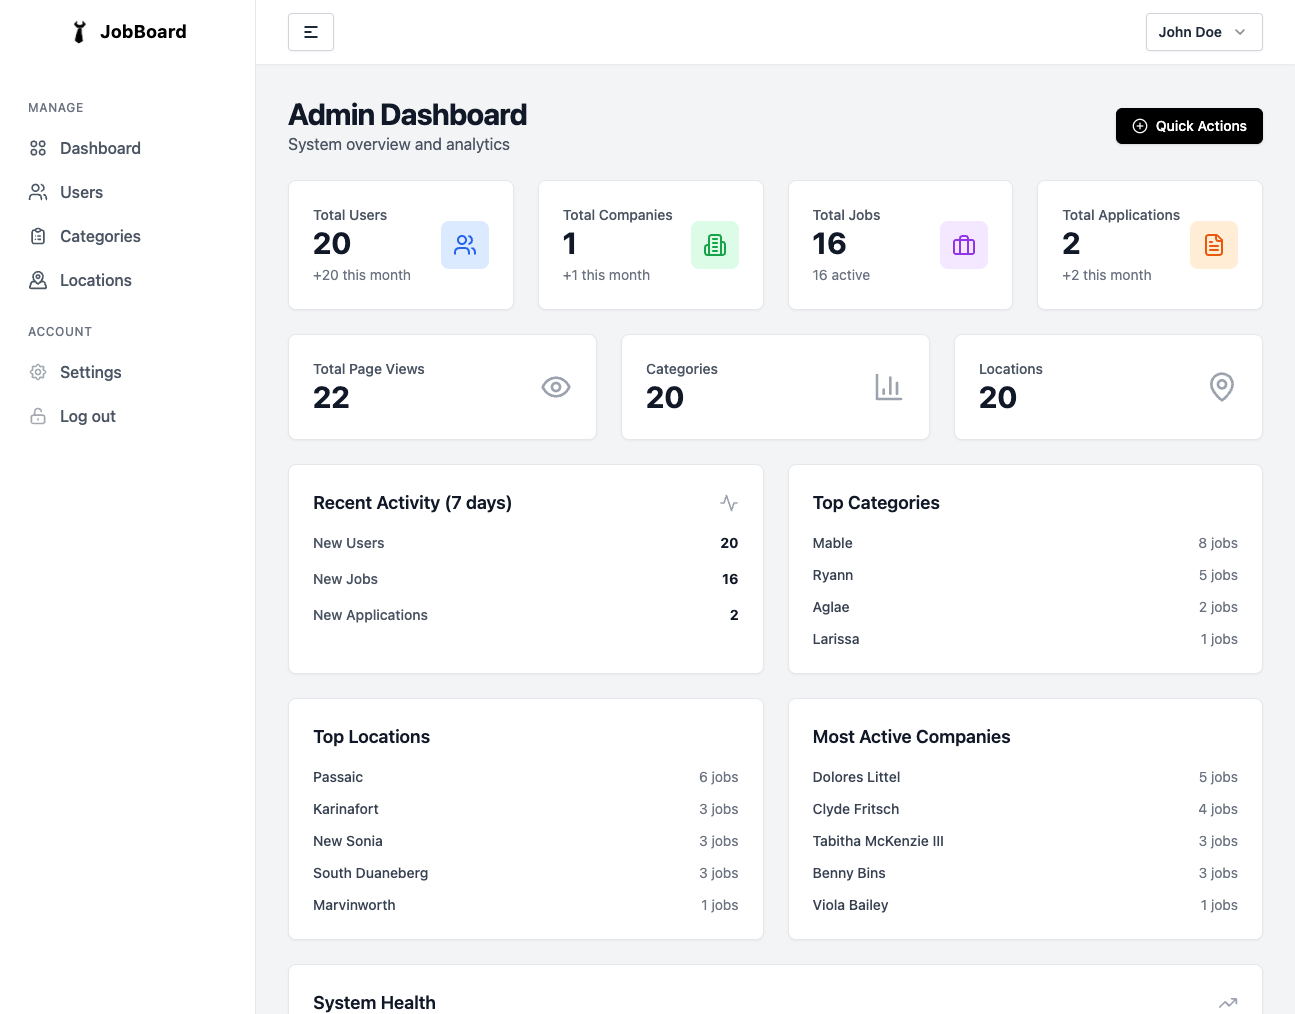 JobBoard
John Doe
MANAGE
Dashboard
Users
Categories
Locations
ACCOUNT
Settings
Log out
Admin Dashboard
System overview and analytics
Quick Actions
Total Users
20
+20 this month
Total Companies
1
+1 this month
Total Jobs
16
16 active
Total Applications
2
+2 this month
Total Page Views
22
Categories
20
Locations
20
Recent Activity (7 days)
New Users 20
New Jobs 16
New Applications 2
Top Categories
Mable 8 jobs
Ryann 5 jobs
Aglae 2 jobs
Larissa 1 jobs
Top Locations
Passaic 6 jobs
Karinafort 3 jobs
New Sonia 3 jobs
South Duaneberg 3 jobs
Marvinworth 1 jobs
Most Active Companies
Dolores Littel 5 jobs
Clyde Fritsch 4 jobs
Tabitha McKenzie III 3 jobs
Benny Bins 3 jobs
Viola Bailey 1 jobs
System Health